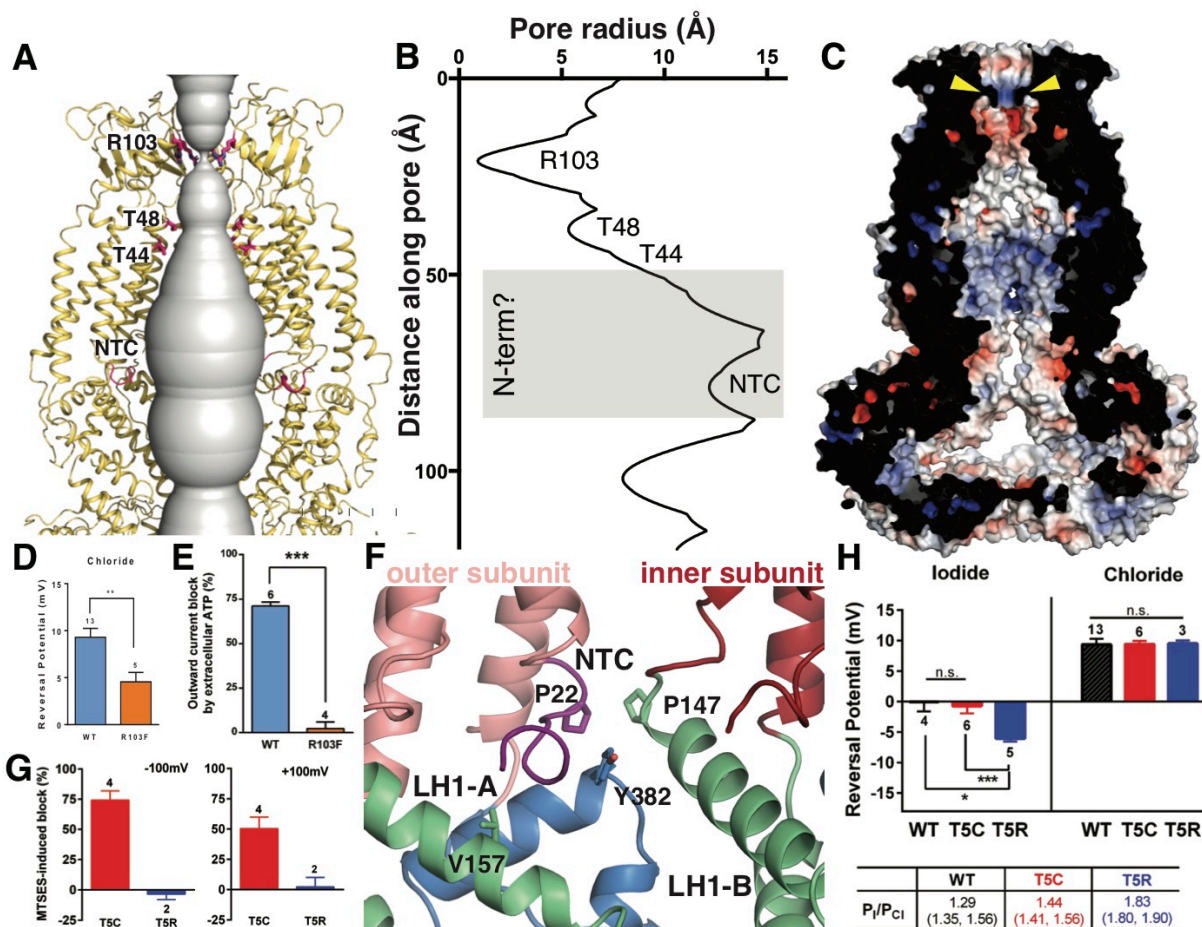 A
R103
T48
T44
NTC
B
Pore radius (Å)
0
5
10
15
Distance along pore (Å)
0
50
100
R103
T48
T44
N-term?
NTC
C
D
Chloride
Reversal Potential (mV)
15
10
5
0
13
**
5
WT
R103F
E
Outward current block
by extracellular ATP (%)
100
75
50
25
0
6
***
4
WT
R103F
F
outer subunit
inner subunit
NTC
P22
P147
LH1-A
Y382
V157
LH1-B
G
MTSES-induced block (%)
-100mV
100
75
50
25
0
-25
4
2
T5C
T5R
+100mV
100
75
50
25
0
-25
4
2
T5C
T5R
H
Iodide
Chloride
Reversal Potential (mV)
15
10
5
0
-5
-10
-15
n.s.
4
6
5
***
*
n.s.
13
6
3
WT T5C T5R
WT T5C T5R
WT T5C T5R
PI/PCl 1.29 1.44 1.83
(1.35, 1.56) (1.41, 1.56) (1.80, 1.90)